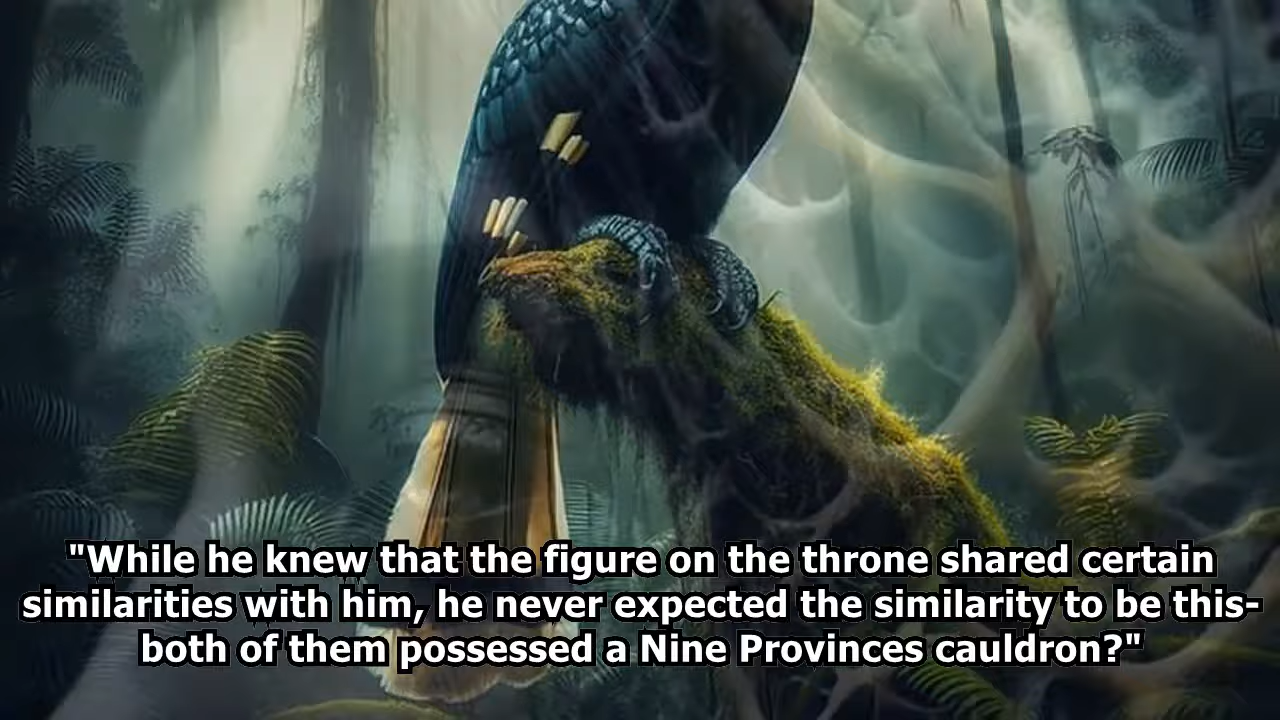 "While he knew that the figure on the throne shared certain
similarities with him, he never expected the similarity to be this-
both of them possessed a Nine Provinces cauldron?"